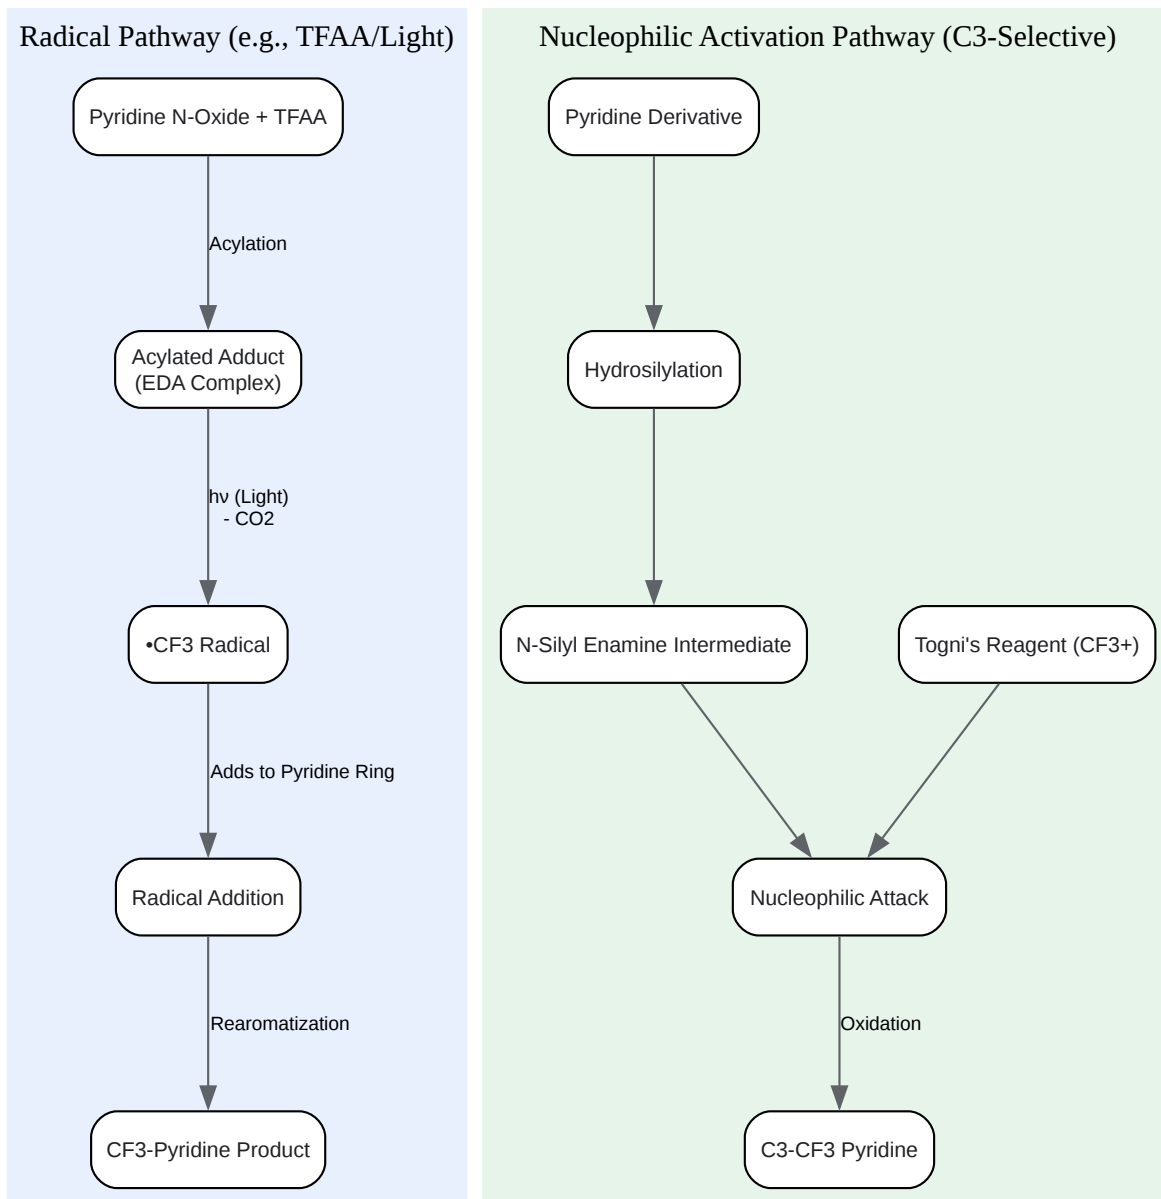 Radical Pathway (e.g., TFAA/Light)
Pyridine N-Oxide + TFAA
Acylation
Acylated Adduct
(EDA Complex)
hν (Light)
- CO2
•CF3 Radical
Adds to Pyridine Ring
Radical Addition
Rearomatization
CF3-Pyridine Product
Nucleophilic Activation Pathway (C3-Selective)
Pyridine Derivative
Hydrosilylation
N-Silyl Enamine Intermediate
Togni's Reagent (CF3+)
Nucleophilic Attack
Oxidation
C3-CF3 Pyridine